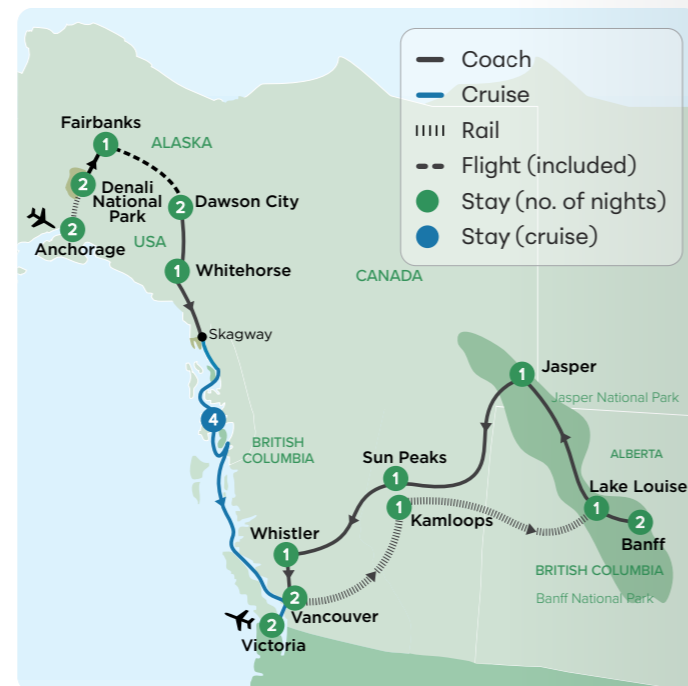 Coach
Cruise
Rail
Flight (included)
Stay (no. of nights)
Stay (cruise)
Fairbanks
1
ALASKA
2
Denali
National
Park
2
Anchorage
USA
2
Dawson City
1
Whitehorse
CANADA
Skagway
4
BRITISH
COLUMBIA
1
Jasper
Jasper National Park
ALBERTA
Sun Peaks
1
1
Kamloops
Lake Louise
1
2
Banff
BRITISH COLUMBIA
Banff National Park
Whistler
1
2
Vancouver
2
Victoria